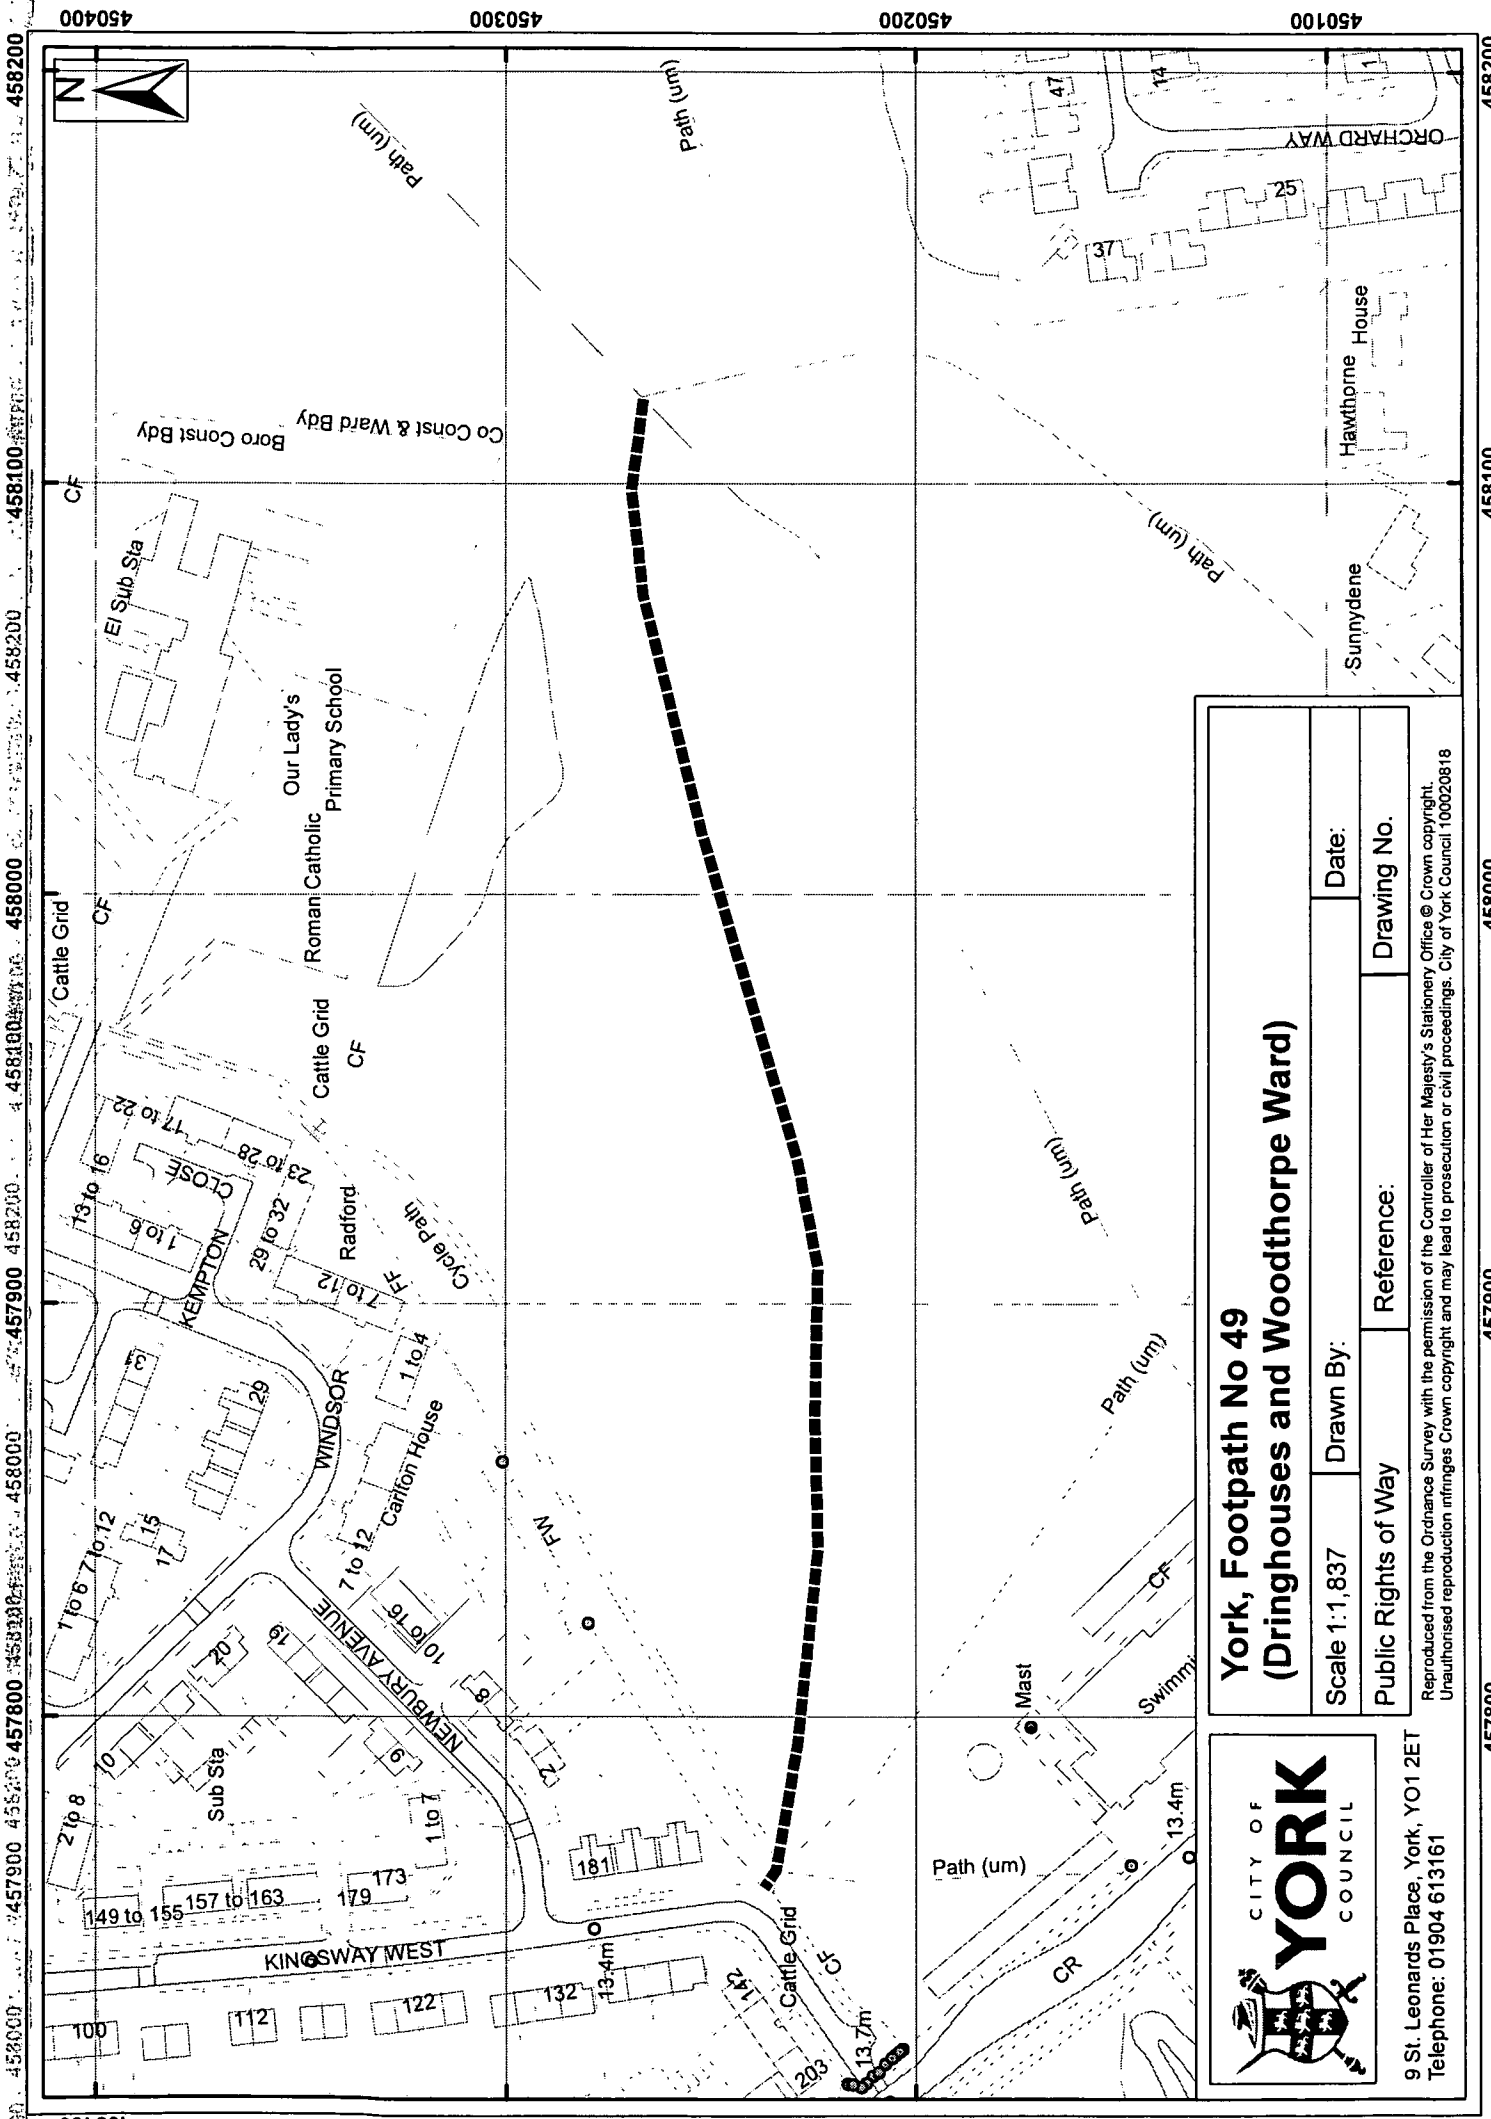 450400
450300
450200
450100
458200
458100
458000
457900
457800
N
Path (um)
Path (um)
47
14
1
ORCHARD WAY
25
37
Hawthorne House
Sunnydene
Path (um)
Boro Const Bdy
Co Const & Ward Bdy
CF
El Sub Sta
Our Lady's
Roman Catholic
Primary School
Cattle Grid
CF
Cattle Grid
CF
17 to 22
23 to 28
13 to 16
CLOSE
1 to 6
KEMPTON
29 to 32
Radford
7 to 12
FF
Cycle Path
31
29
WINDSOR
1 to 4
Carlton House
7 to 12
1 to 6
7 to 12
15
17
FW
10 to 16
NEWBURY AVENUE
19
20
8
9
2
10
Sub Sta
2 to 8
1 to 7
173
179
157 to 163
149 to 155
181
KINGSWAY WEST
13.4m
100
112
122
132
142
Cattle Grid
CF
203
13.7m
CR
Path (um)
13.4m
Mast
Swimmi
CF
Path (um)
Path (um)
York, Footpath No 49
(Dringhouses and Woodthorpe Ward)
Scale 1:1,837
Drawn By:
Date:
Public Rights of Way
Reference:
Drawing No.
Reproduced from the Ordnance Survey with the permission of the Controller of Her Majesty's Stationery Office © Crown copyright.
Unauthorised reproduction infringes Crown copyright and may lead to prosecution or civil proceedings. City of York Council 100020818
CITY OF
YORK
COUNCIL
9 St. Leonards Place, York, YO1 2ET
Telephone: 01904 613161
458200
458100
458000
457900
457800